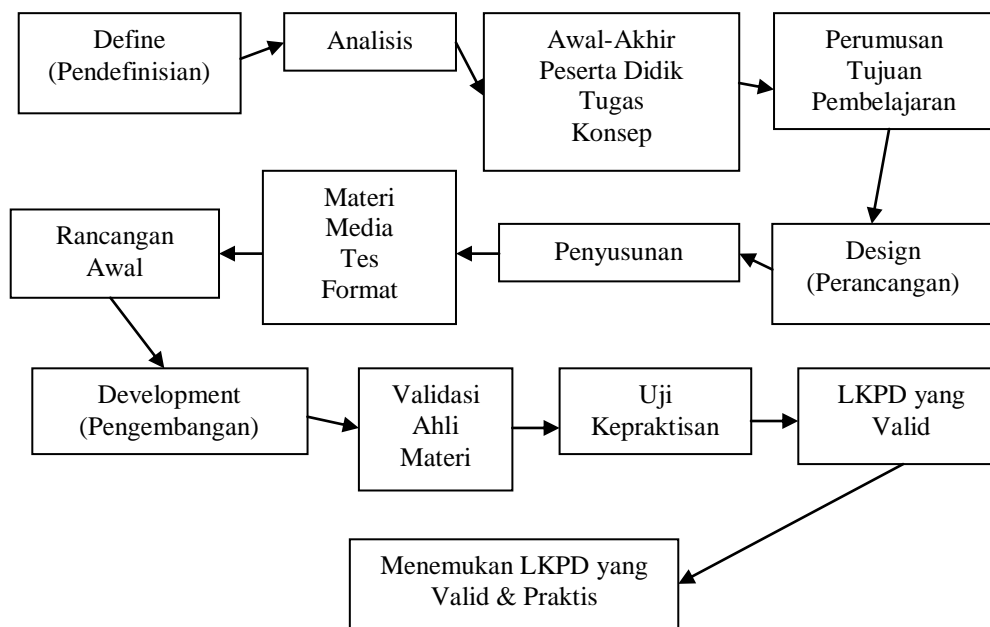 Define
(Pendefinisian)
Analisis
Awal-Akhir
Peserta Didik
Tugas
Konsep
Perumusan
Tujuan
Pembelajaran
Design
(Perancangan)
Penyusunan
Materi
Media
Tes
Format
Rancangan
Awal
Development
(Pengembangan)
Validasi
Ahli
Materi
Uji
Kepraktisan
LKPD yang
Valid
Menemukan LKPD yang
Valid & Praktis